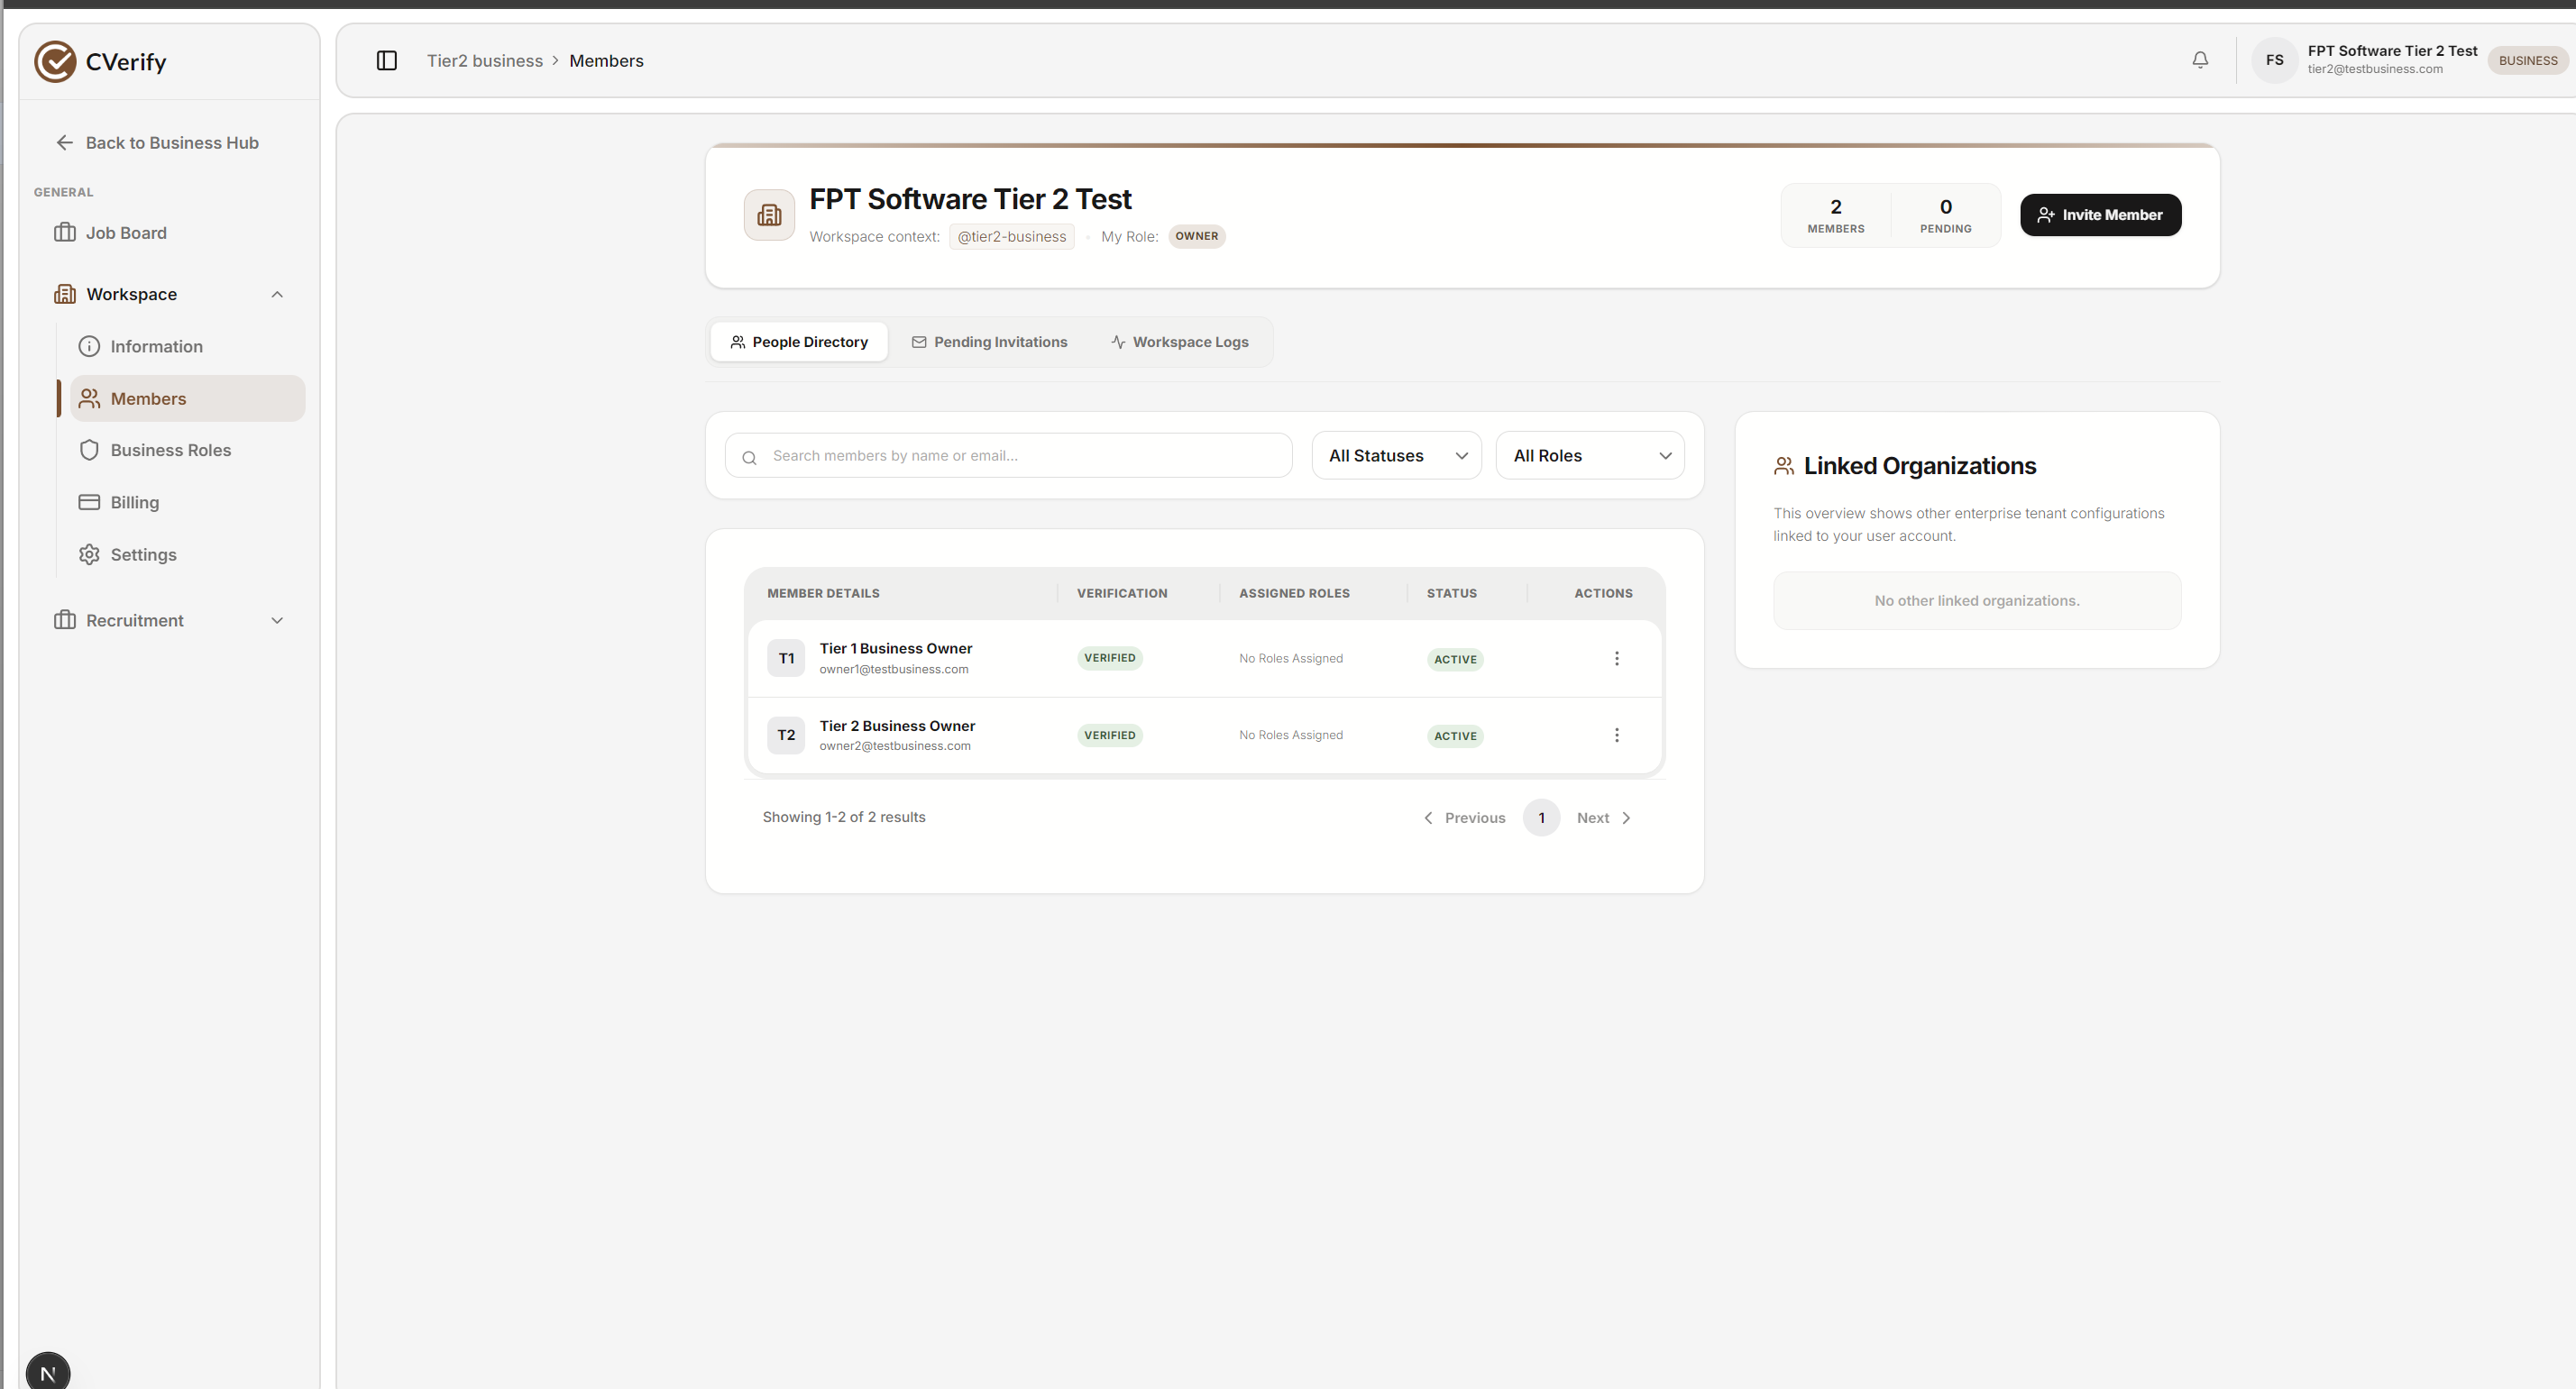 CVerify
Tier2 business > Members
FS
FPT Software Tier 2 Test
tier2@testbusiness.com
BUSINESS
Back to Business Hub
GENERAL
Job Board
Workspace
Information
Members
Business Roles
Billing
Settings
Recruitment
N
FPT Software Tier 2 Test
Workspace context: @tier2-business • My Role: OWNER
2
MEMBERS
0
PENDING
Invite Member
People Directory
Pending Invitations
Workspace Logs
Search members by name or email...
All Statuses
All Roles
MEMBER DETAILS VERIFICATION ASSIGNED ROLES STATUS ACTIONS
T1
Tier 1 Business Owner
owner1@testbusiness.com
VERIFIED
No Roles Assigned
ACTIVE
T2
Tier 2 Business Owner
owner2@testbusiness.com
VERIFIED
No Roles Assigned
ACTIVE
Showing 1-2 of 2 results
Previous 1 Next
Linked Organizations
This overview shows other enterprise tenant configurations
linked to your user account.
No other linked organizations.